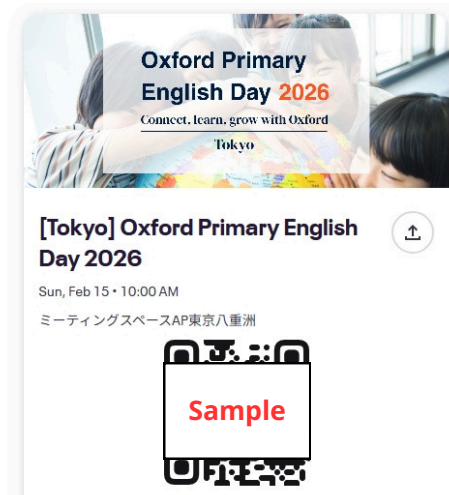 Oxford Primary
English Day 2026
Connect, learn, grow with Oxford
Tokyo
[Tokyo] Oxford Primary English
Day 2026
Sun, Feb 15 • 10:00 AM
ミーティングスペースAP東京八重洲
Sample